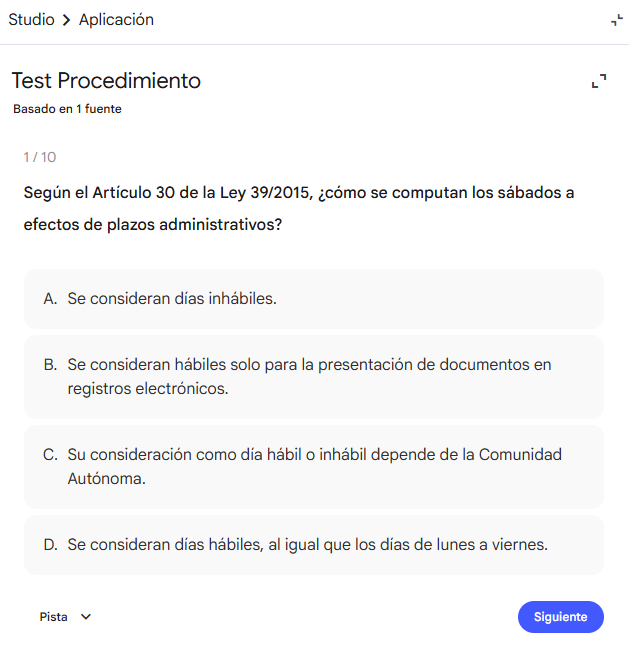 Studio > Aplicación
Test Procedimiento
Basado en 1 fuente
1 / 10
Según el Artículo 30 de la Ley 39/2015, ¿cómo se computan los sábados a
efectos de plazos administrativos?
A. Se consideran días inhábiles.
B. Se consideran hábiles solo para la presentación de documentos en
registros electrónicos.
C. Su consideración como día hábil o inhábil depende de la Comunidad
Autónoma.
D. Se consideran días hábiles, al igual que los días de lunes a viernes.
Pista
Siguiente